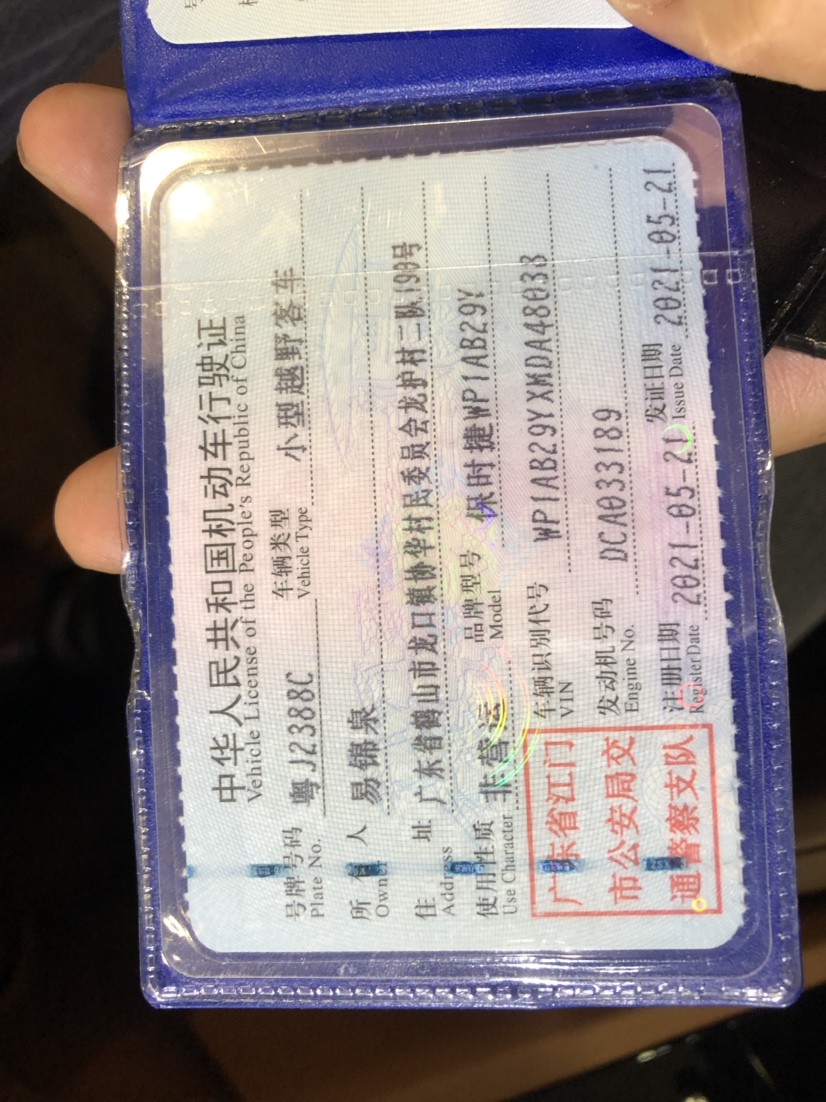 中华人民共和国机动车行驶证
Vehicle License of the People's Republic of China
号牌号码 粤J2388C 车辆类型 小型越野客车
Plate No. Vehicle Type
所有人 易锦泉
Owner
住址 广东省鹤山市龙口镇协华村民委员会龙护村二队190号
Address
使用性质 非营运 品牌型号 保时捷WP1AB29Y
Use Character Model
广东省江门
市公安局交
通警察支队
车辆识别代号 WP1AB29YXMDA48038
VIN
发动机号码 DCA033189
Engine No.
注册日期 2021-05-21 发证日期 2021-05-21
Register Date Issue Date